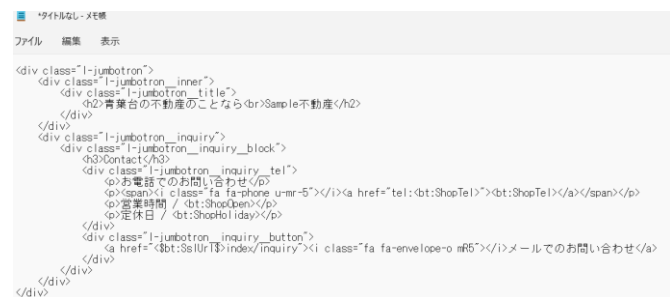 *タイトルなし - メモ帳
ファイル 編集 表示
<div class="l-jumbotron">
    <div class="l-jumbotron__inner">
        <div class="l-jumbotron__title">
            <h2>青葉台の不動産のことなら<br>Sample不動産</h2>
        </div>
    </div>
    <div class="l-jumbotron__inquiry">
        <div class="l-jumbotron__inquiry__block">
            <h3>Contact</h3>
            <div class="l-jumbotron__inquiry__tel">
                <p>お電話でのお問い合わせ</p>
                <p><span><i class="fa fa-phone u-mr-5"></i><a href="tel:<bt:ShopTel>"><bt:ShopTel></a></span></p>
                <p>営業時間 / <bt:ShopOpen></p>
                <p>定休日 / <bt:ShopHoliday></p>
            </div>
            <div class="l-jumbotron__inquiry__button">
                <a href="<$bt:SslUrl$>index/inquiry"><i class="fa fa-envelope-o mR5"></i>メールでのお問い合わせ</a>
            </div>
        </div>
    </div>
</div>